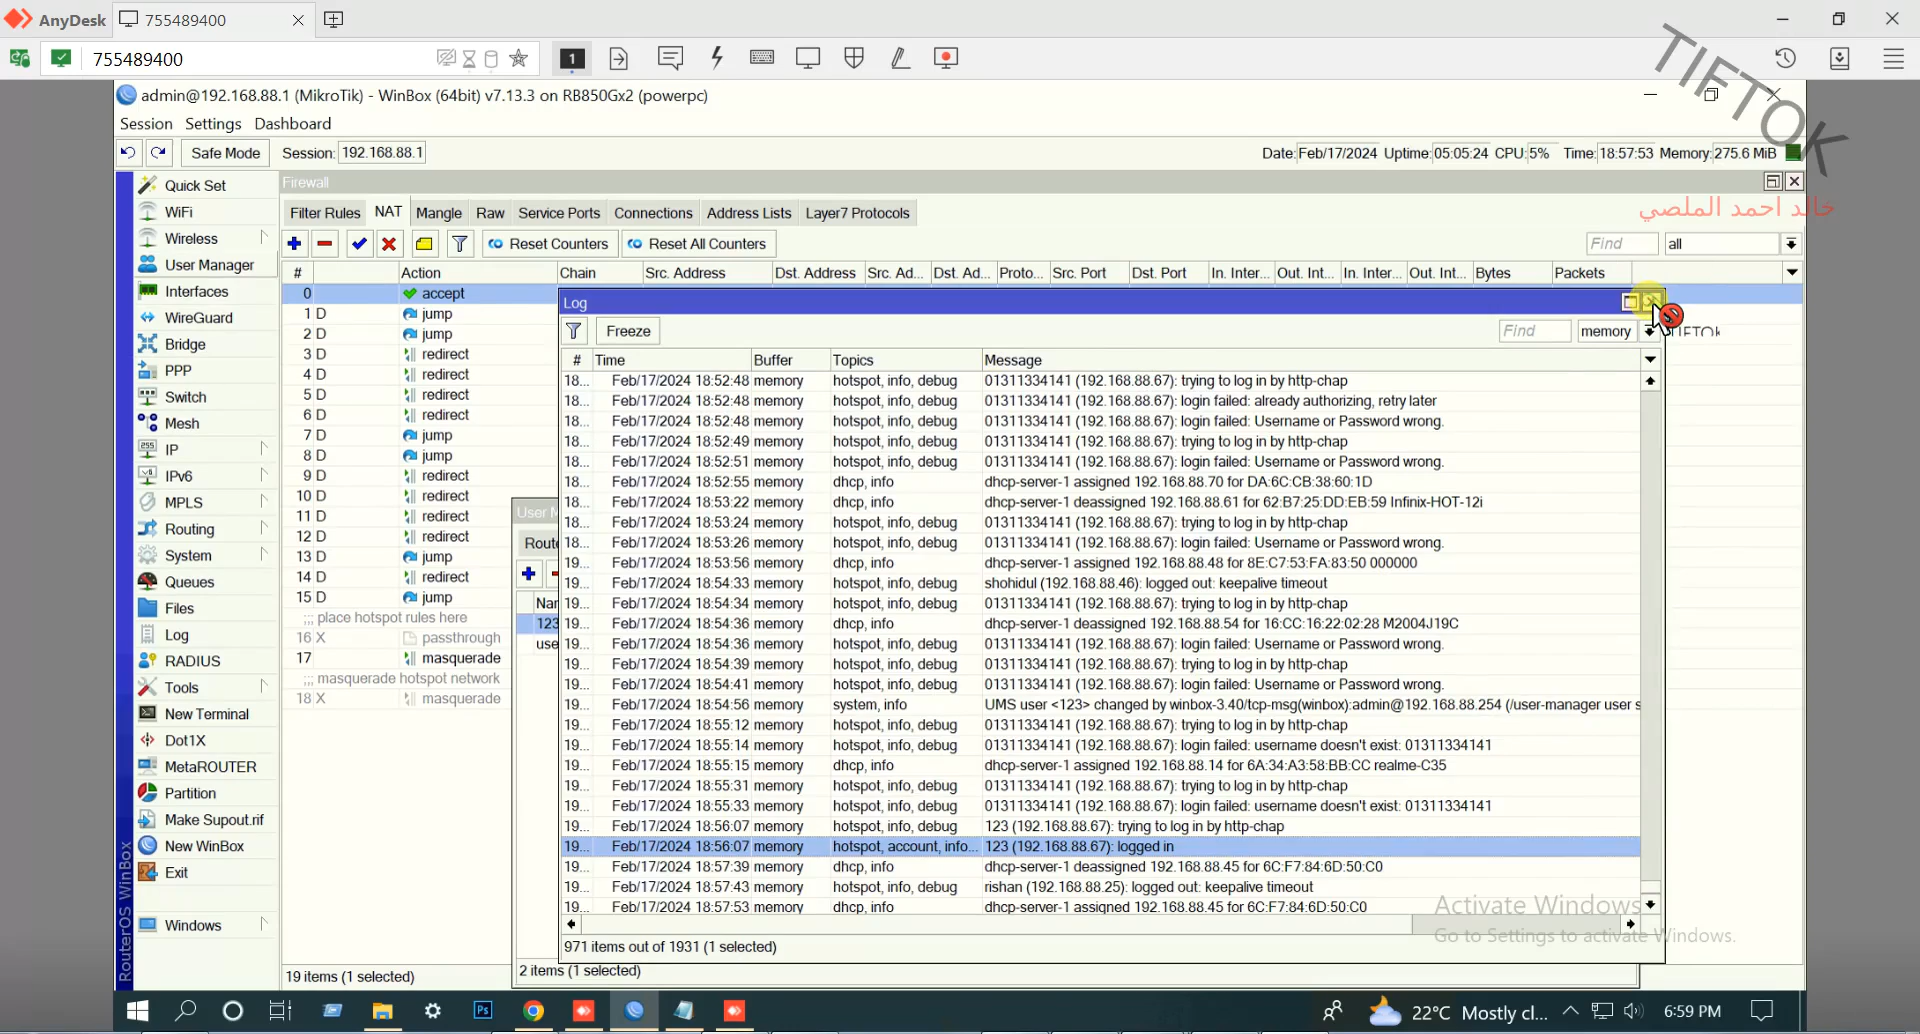 AnyDesk 755489400
755489400 1
TIFTOK
admin@192.168.88.1 (MikroTik) - WinBox (64bit) v7.13.3 on RB850Gx2 (powerpc)
Session Settings Dashboard
Safe Mode Session: 192.168.88.1 Date: Feb/17/2024 Uptime: 05:05:24 CPU: 5% Time: 18:57:53 Memory: 275.6 MiB
خالد احمد الملصي
Quick Set
WiFi
Wireless
User Manager
Interfaces
WireGuard
Bridge
PPP
Switch
Mesh
IP
IPv6
MPLS
Routing
System
Queues
Files
Log
RADIUS
Tools
New Terminal
Dot1X
MetaROUTER
Partition
Make Supout.rif
New WinBox
Exit
Windows
RouterOS WinBox
Firewall
Filter Rules NAT Mangle Raw Service Ports Connections Address Lists Layer7 Protocols
Reset Counters Reset All Counters Find all
# Action Chain Src. Address Dst. Address Src. Ad... Dst. Ad... Proto... Src. Port Dst. Port In. Inter... Out. Int... In. Inter... Out. Int... Bytes Packets
0 accept
1 D jump
2 D jump
3 D redirect
4 D redirect
5 D redirect
6 D redirect
7 D jump
8 D jump
9 D redirect
10 D redirect
11 D redirect
12 D redirect
13 D jump
14 D redirect
15 D jump
;;; place hotspot rules here
16 X passthrough
17 masquerade
;;; masquerade hotspot network
18 X masquerade
19 items (1 selected)
User M
Route
Nar
123
use
2 items (1 selected)
Log
Freeze Find memory
# Time Buffer Topics Message
18... Feb/17/2024 18:52:48 memory hotspot, info, debug 01311334141 (192.168.88.67): trying to log in by http-chap
18... Feb/17/2024 18:52:48 memory hotspot, info, debug 01311334141 (192.168.88.67): login failed: already authorizing, retry later
18... Feb/17/2024 18:52:48 memory hotspot, info, debug 01311334141 (192.168.88.67): login failed: Username or Password wrong.
18... Feb/17/2024 18:52:49 memory hotspot, info, debug 01311334141 (192.168.88.67): trying to log in by http-chap
18... Feb/17/2024 18:52:51 memory hotspot, info, debug 01311334141 (192.168.88.67): login failed: Username or Password wrong.
18... Feb/17/2024 18:52:55 memory dhcp, info dhcp-server-1 assigned 192.168.88.70 for DA:6C:CB:38:60:1D
18... Feb/17/2024 18:53:22 memory dhcp, info dhcp-server-1 deassigned 192.168.88.61 for 62:B7:25:DD:EB:59 Infinix-HOT-12i
18... Feb/17/2024 18:53:24 memory hotspot, info, debug 01311334141 (192.168.88.67): trying to log in by http-chap
18... Feb/17/2024 18:53:26 memory hotspot, info, debug 01311334141 (192.168.88.67): login failed: Username or Password wrong.
18... Feb/17/2024 18:53:56 memory dhcp, info dhcp-server-1 assigned 192.168.88.48 for 8E:C7:53:FA:83:50 000000
19... Feb/17/2024 18:54:33 memory hotspot, info, debug shohidul (192.168.88.46): logged out: keepalive timeout
19... Feb/17/2024 18:54:34 memory hotspot, info, debug 01311334141 (192.168.88.67): trying to log in by http-chap
19... Feb/17/2024 18:54:36 memory dhcp, info dhcp-server-1 deassigned 192.168.88.54 for 16:CC:16:22:02:28 M2004J19C
19... Feb/17/2024 18:54:36 memory hotspot, info, debug 01311334141 (192.168.88.67): login failed: Username or Password wrong.
19... Feb/17/2024 18:54:39 memory hotspot, info, debug 01311334141 (192.168.88.67): trying to log in by http-chap
19... Feb/17/2024 18:54:41 memory hotspot, info, debug 01311334141 (192.168.88.67): login failed: Username or Password wrong.
19... Feb/17/2024 18:54:56 memory system, info UMS user <123> changed by winbox-3.40/tcp-msg(winbox):admin@192.168.88.254 (/user-manager user s
19... Feb/17/2024 18:55:12 memory hotspot, info, debug 01311334141 (192.168.88.67): trying to log in by http-chap
19... Feb/17/2024 18:55:14 memory hotspot, info, debug 01311334141 (192.168.88.67): login failed: username doesn't exist: 01311334141
19... Feb/17/2024 18:55:15 memory dhcp, info dhcp-server-1 assigned 192.168.88.14 for 6A:34:A3:58:BB:CC realme-C35
19... Feb/17/2024 18:55:31 memory hotspot, info, debug 01311334141 (192.168.88.67): trying to log in by http-chap
19... Feb/17/2024 18:55:33 memory hotspot, info, debug 01311334141 (192.168.88.67): login failed: username doesn't exist: 01311334141
19... Feb/17/2024 18:56:07 memory hotspot, info, debug 123 (192.168.88.67): trying to log in by http-chap
19... Feb/17/2024 18:56:07 memory hotspot, account, info... 123 (192.168.88.67): logged in
19... Feb/17/2024 18:57:39 memory dhcp, info dhcp-server-1 deassigned 192.168.88.45 for 6C:F7:84:6D:50:C0
19... Feb/17/2024 18:57:43 memory hotspot, info, debug rishan (192.168.88.25): logged out: keepalive timeout
19... Feb/17/2024 18:57:53 memory dhcp, info dhcp-server-1 assigned 192.168.88.45 for 6C:F7:84:6D:50:C0
971 items out of 1931 (1 selected)
Activate Windows
Go to Settings to activate Windows.
22°C Mostly cl... 6:59 PM